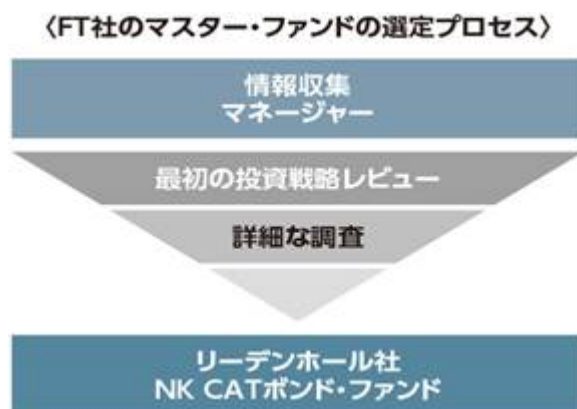 〈FT社のマスター・ファンドの選定プロセス〉
情報収集
マネージャー
最初の投資戦略レビュー
詳細な調査
リーデンホール社
NK CATボンド・ファンド